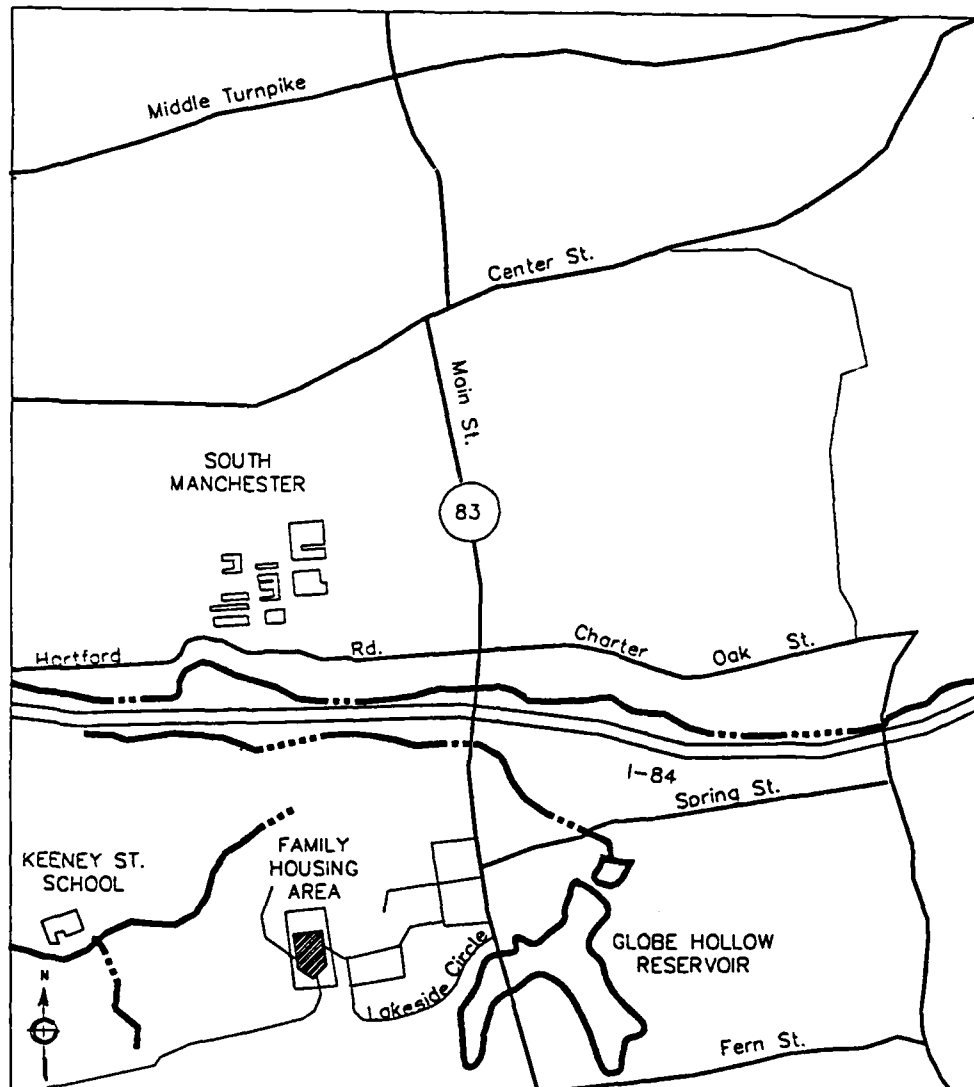 Middle Turnpike
Center St.
Main St.
SOUTH
MANCHESTER
83
Hartford Rd.
Charter Oak St.
I-84
Spring St.
KEENEY ST.
SCHOOL
FAMILY
HOUSING
AREA
GLOBE HOLLOW
RESERVOIR
Lakeside Circle
N
Fern St.